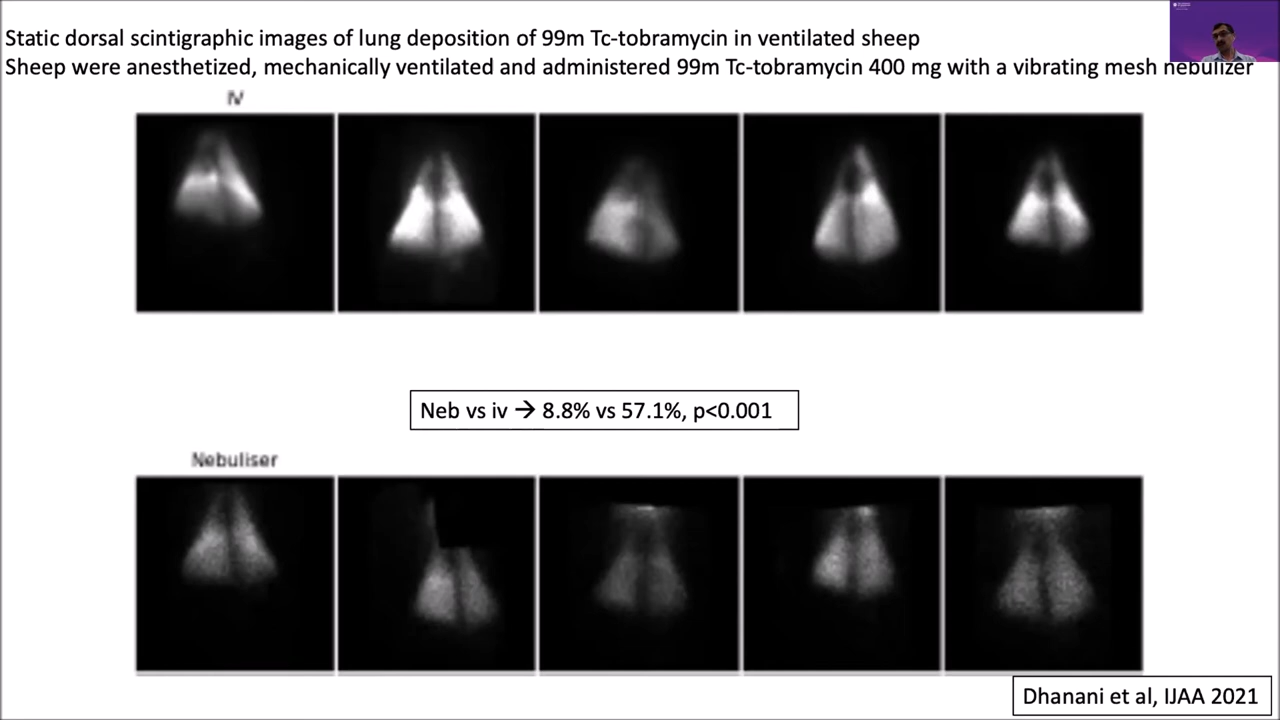 Static dorsal scintigraphic images of lung deposition of 99m Tc-tobramycin in ventilated sheep
Sheep were anesthetized, mechanically ventilated and administered 99m Tc-tobramycin 400 mg with a vibrating mesh nebulizer
IV
Neb vs iv → 8.8% vs 57.1%, p<0.001
Nebuliser
Dhanani et al, IJAA 2021